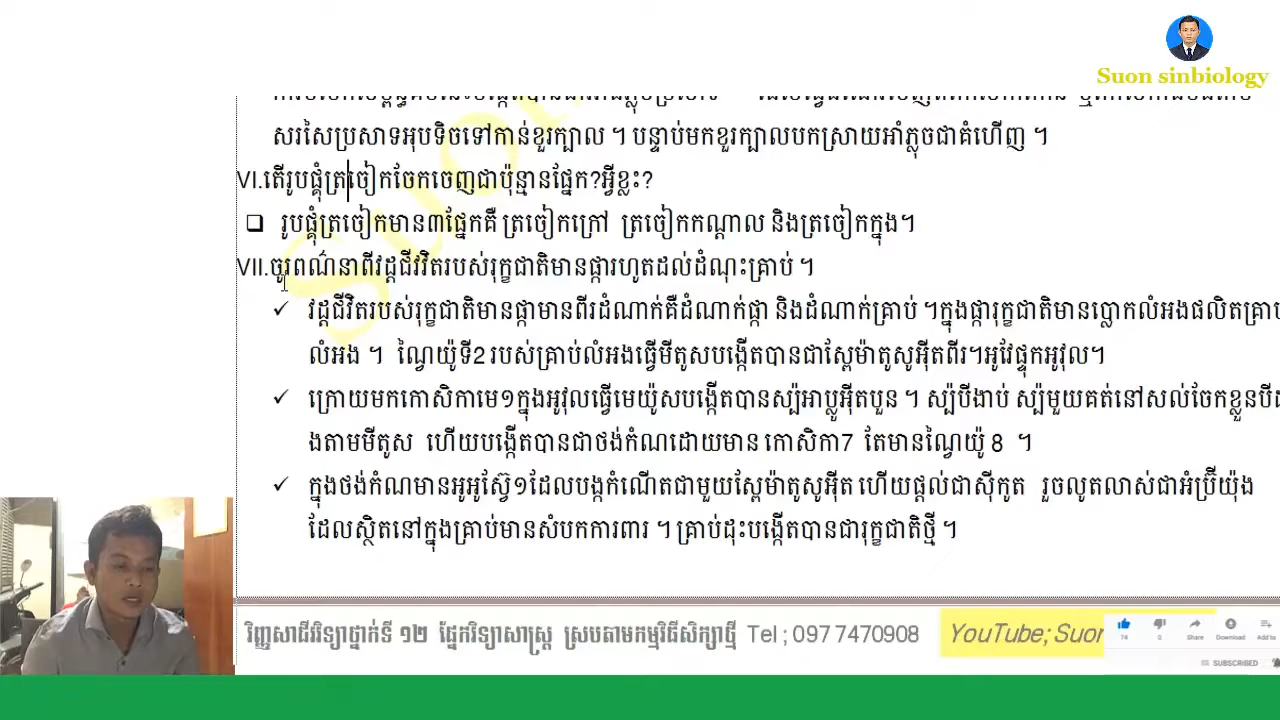 Suon sinbiology
សរសៃប្រសាទអុបទិចទៅកាន់ខួរក្បាល ។ បន្ទាប់មកខួរក្បាលបកស្រាយអាំភ្លុចជាគំហើញ ។
VI.តើរូបផ្គុំត្រចៀកចែកចេញជាប៉ុន្មានផ្នែក?អ្វីខ្លះ?
❑ រូបផ្គុំត្រចៀកមាន៣ផ្នែកគឺ ត្រចៀកក្រៅ ត្រចៀកកណ្តាល និងត្រចៀកក្នុង។
VII.ចូរពណ៌នាពីវដ្តជីវវិតរបស់រុក្ខជាតិមានផ្ការហូតដល់ដំណុះគ្រាប់ ។
✓ វដ្តជីវិតរបស់រុក្ខជាតិមានផ្កាមានពីរដំណាក់គឺដំណាក់ផ្កា និងដំណាក់គ្រាប់ ។ក្នុងផ្ការុក្ខជាតិមានប្លោកលំអងផលិតគ្រាប់
លំអង ។ ណ្វៃយ៉ូទី2 របស់គ្រាប់លំអងធ្វើមីតូសបង្កើតបានជាស្ពែម៉ាតូសូអ៊ីតពីរ។អូវែផ្ទុកអូវុល។
✓ ក្រោយមកកោសិកាមេ១ក្នុងអូវុលធ្វើមេយ៉ូសបង្កើតបានស្ប៉អាប្លូអ៊ីតបួន ។ ស្ប៉បីងាប់ ស្ប៉មួយគត់នៅសល់ចែកខ្លួនបីដ
ងតាមមីតូស ហើយបង្កើតបានជាថង់កំណដោយមាន កោសិកា7 តែមានណ្វៃយ៉ូ 8 ។
✓ ក្នុងថង់កំណមានអូអូស្វ៊ែ១ដែលបង្កកំណើតជាមួយស្ពែម៉ាតូសូអ៊ីត ហើយផ្តល់ជាស៊ីកូត រួចលូតលាស់ជាអំប្រ៊ីយ៉ុង
ដែលស្ថិតនៅក្នុងគ្រាប់មានសំបកការពារ ។ គ្រាប់ដុះបង្កើតបានជារុក្ខជាតិថ្មី ។
វិញ្ញសាជីវវិទ្យាថ្នាក់ទី ១២ ផ្នែកវិទ្យាសាស្ត្រ ស្របតាមកម្មវិធីសិក្សាថ្មី Tel ; 097 7470908
YouTube; Suon
74 0 Share Download Add to
SUBSCRIBED